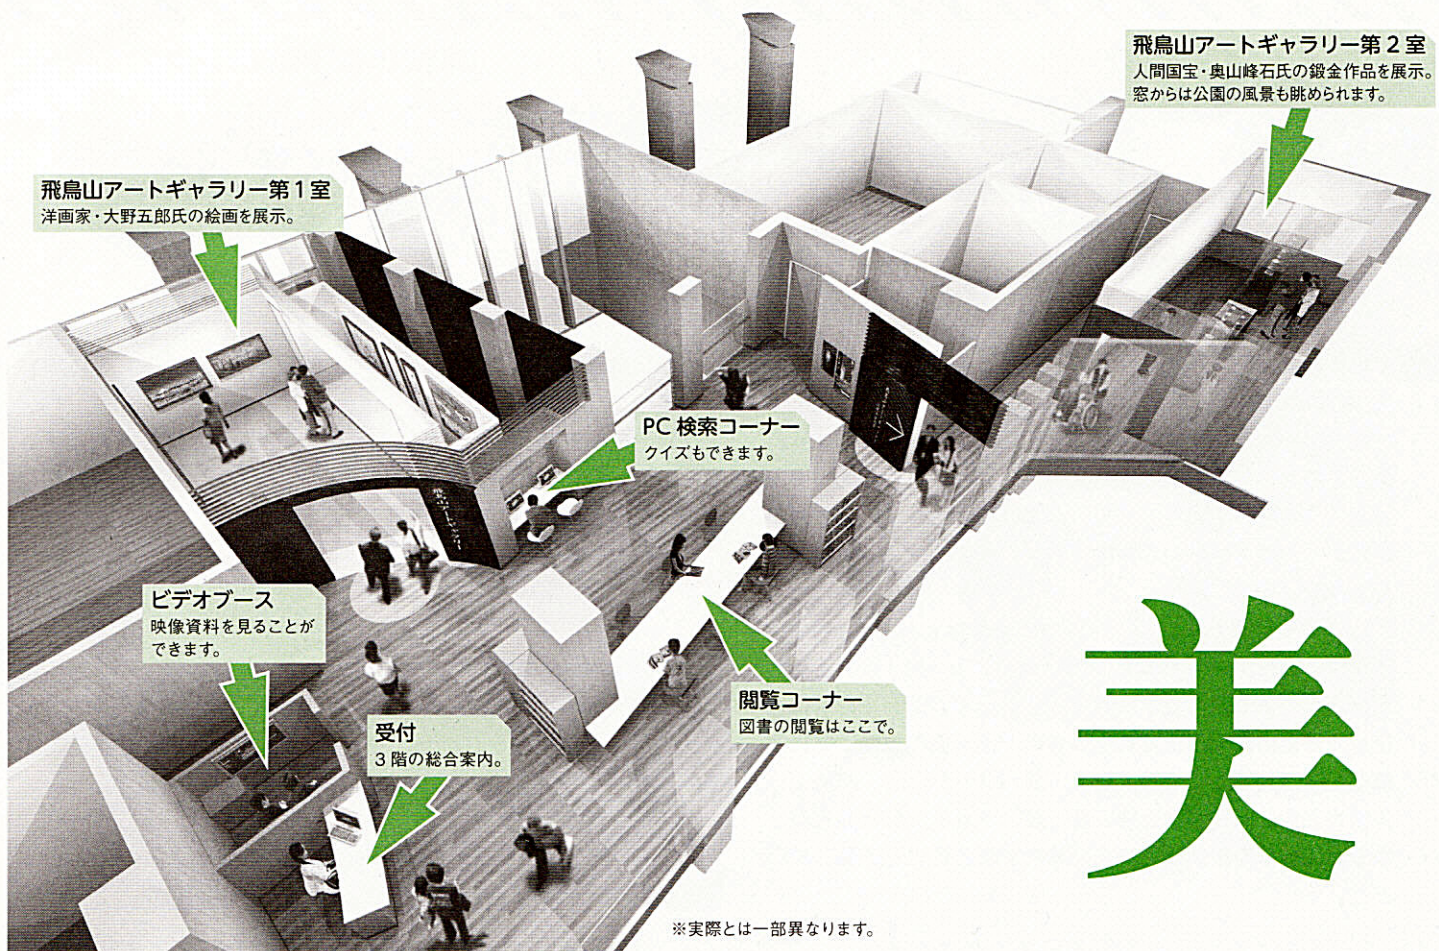 飛鳥山アートギャラリー第2室
人間国宝・奥山峰石氏の鍛金作品を展示。
窓からは公園の風景も眺められます。
飛鳥山アートギャラリー第1室
洋画家・大野五郎氏の絵画を展示。
PC 検索コーナー
クイズもできます。
ビデオブース
映像資料を見ることが
できます。
受付
3階の総合案内。
閲覧コーナー
図書の閲覧はここで。
美
※実際とは一部異なります。